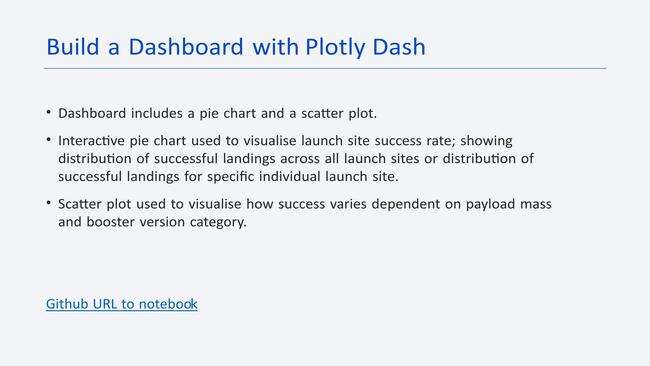 Build a Dashboard with Plotly Dash
• Dashboard includes a pie chart and a scatter plot.
• Interactive pie chart used to visualise launch site success rate; showing
distribution of successful landings across all launch sites or distribution of
successful landings for specific individual launch site.
• Scatter plot used to visualise how success varies dependent on payload mass
and booster version category.
Github URL to notebook